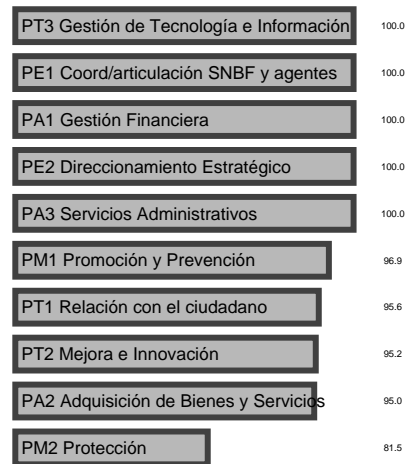 PT3 Gestión de Tecnología e Información 100.0
PE1 Coord/articulación SNBF y agentes 100.0
PA1 Gestión Financiera 100.0
PE2 Direccionamiento Estratégico 100.0
PA3 Servicios Administrativos 100.0
PM1 Promoción y Prevención 96.9
PT1 Relación con el ciudadano 95.6
PT2 Mejora e Innovación 95.2
PA2 Adquisición de Bienes y Servicios 95.0
PM2 Protección 81.5